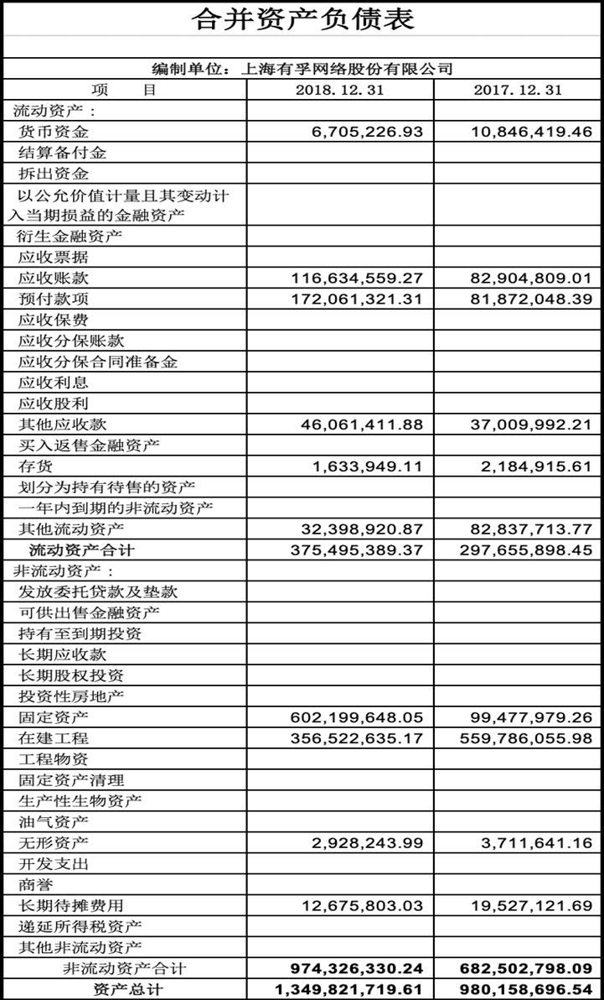 合并资产负债表
编制单位：上海有孚网络股份有限公司
项 目 2018.12.31 2017.12.31
流动资产：
货币资金 6,705,226.93 10,846,419.46
结算备付金
拆出资金
以公允价值计量且其变动计
入当期损益的金融资产
衍生金融资产
应收票据
应收账款 116,634,559.27 82,904,809.01
预付款项 172,061,321.31 81,872,048.39
应收保费
应收分保账款
应收分保合同准备金
应收利息
应收股利
其他应收款 46,061,411.88 37,009,992.21
买入返售金融资产
存货 1,633,949.11 2,184,915.61
划分为持有待售的资产
一年内到期的非流动资产
其他流动资产 32,398,920.87 82,837,713.77
流动资产合计 375,495,389.37 297,655,898.45
非流动资产：
发放委托贷款及垫款
可供出售金融资产
持有至到期投资
长期应收款
长期股权投资
投资性房地产
固定资产 602,199,648.05 99,477,979.26
在建工程 356,522,635.17 559,786,055.98
工程物资
固定资产清理
生产性生物资产
油气资产
无形资产 2,928,243.99 3,711,641.16
开发支出
商誉
长期待摊费用 12,675,803.03 19,527,121.69
递延所得税资产
其他非流动资产
非流动资产合计 974,326,330.24 682,502,798.09
资产总计 1,349,821,719.61 980,158,696.54